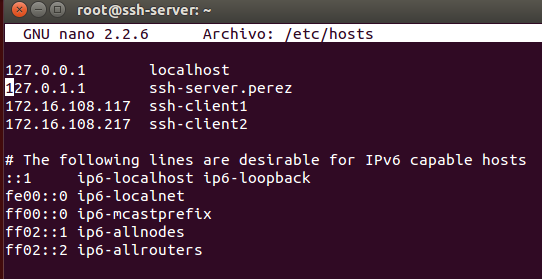 root@ssh-server: ~
GNU nano 2.2.6 Archivo: /etc/hosts
127.0.0.1 localhost
127.0.1.1 ssh-server.perez
172.16.108.117 ssh-client1
172.16.108.217 ssh-client2
# The following lines are desirable for IPv6 capable hosts
::1 ip6-localhost ip6-loopback
fe00::0 ip6-localnet
ff00::0 ip6-mcastprefix
ff02::1 ip6-allnodes
ff02::2 ip6-allrouters